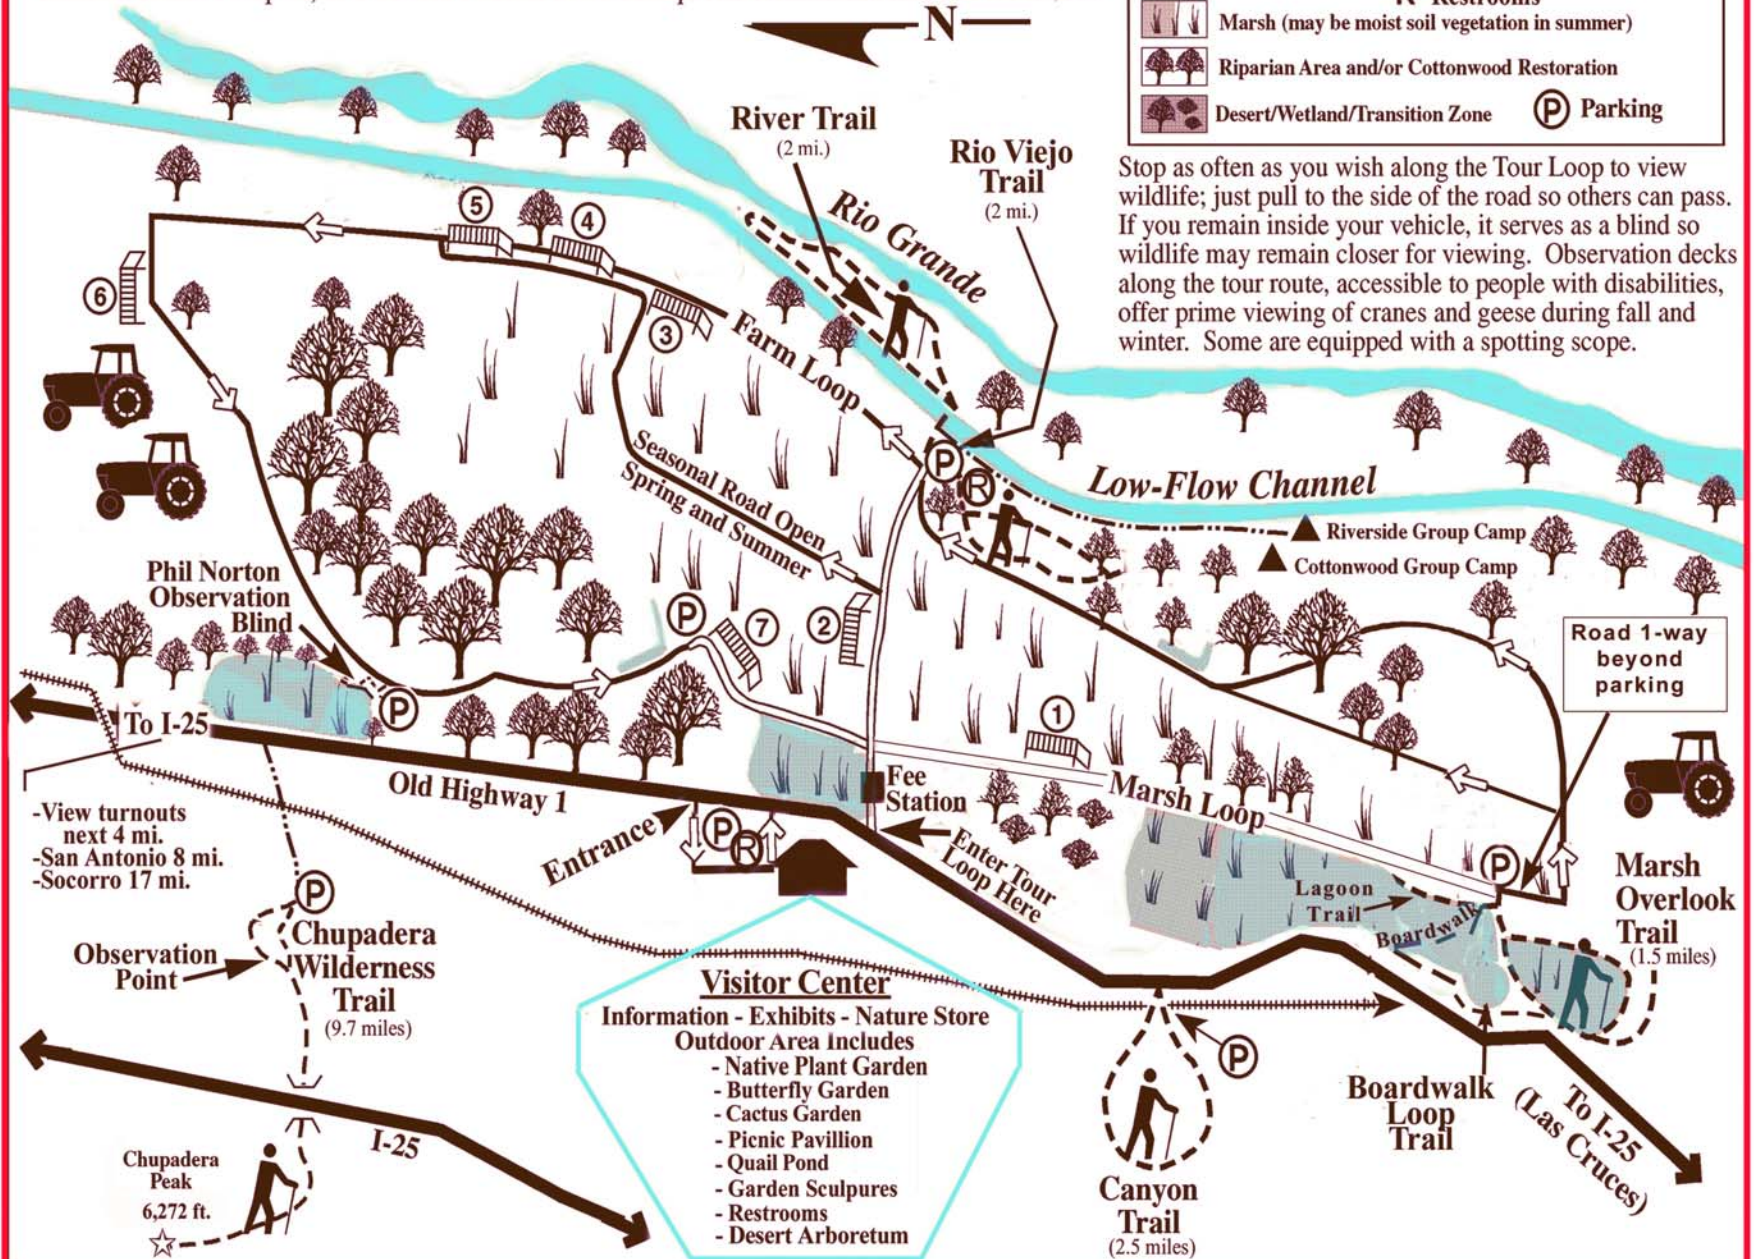 N
Restrooms
Marsh (may be moist soil vegetation in summer)
Riparian Area and/or Cottonwood Restoration
Desert/Wetland/Transition Zone
P Parking
Stop as often as you wish along the Tour Loop to view
wildlife; just pull to the side of the road so others can pass.
If you remain inside your vehicle, it serves as a blind so
wildlife may remain closer for viewing. Observation decks
along the tour route, accessible to people with disabilities,
offer prime viewing of cranes and geese during fall and
winter. Some are equipped with a spotting scope.
River Trail
(2 mi.)
Rio Viejo
Trail
(2 mi.)
Rio Grande
5
4
6
3
Farm Loop
Seasonal Road Open
Spring and Summer
P
R
Low-Flow Channel
Riverside Group Camp
Cottonwood Group Camp
Phil Norton
Observation
Blind
P
7
2
Road 1-way
beyond
parking
P
1
To I-25
Old Highway 1
Fee
Station
Marsh Loop
-View turnouts
next 4 mi.
-San Antonio 8 mi.
-Socorro 17 mi.
Entrance
P
R
Enter Tour
Loop Here
P
Lagoon
Trail
Boardwalk
Marsh
Overlook
Trail
(1.5 miles)
P
Observation
Point
Chupadera
Wilderness
Trail
(9.7 miles)
Visitor Center
Information - Exhibits - Nature Store
Outdoor Area Includes
- Native Plant Garden
- Butterfly Garden
- Cactus Garden
- Picnic Pavillion
- Quail Pond
- Garden Sculpures
- Restrooms
- Desert Arboretum
P
Boardwalk
Loop
Trail
To I-25
(Las Cruces)
I-25
Chupadera
Peak
6,272 ft.
Canyon
Trail
(2.5 miles)